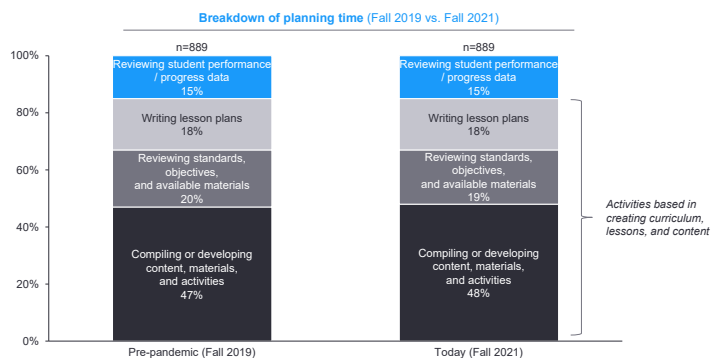 Breakdown of planning time (Fall 2019 vs. Fall 2021)
n=889
n=889
100%
80%
60%
40%
20%
0%
Reviewing student performance
/ progress data
15%
Writing lesson plans
18%
Reviewing standards,
objectives,
and available materials
20%
Compiling or developing
content, materials,
and activities
47%
Reviewing student performance
/ progress data
15%
Writing lesson plans
18%
Reviewing standards,
objectives,
and available materials
19%
Compiling or developing
content, materials,
and activities
48%
Activities based in
creating curriculum,
lessons, and content
Pre-pandemic (Fall 2019)
Today (Fall 2021)